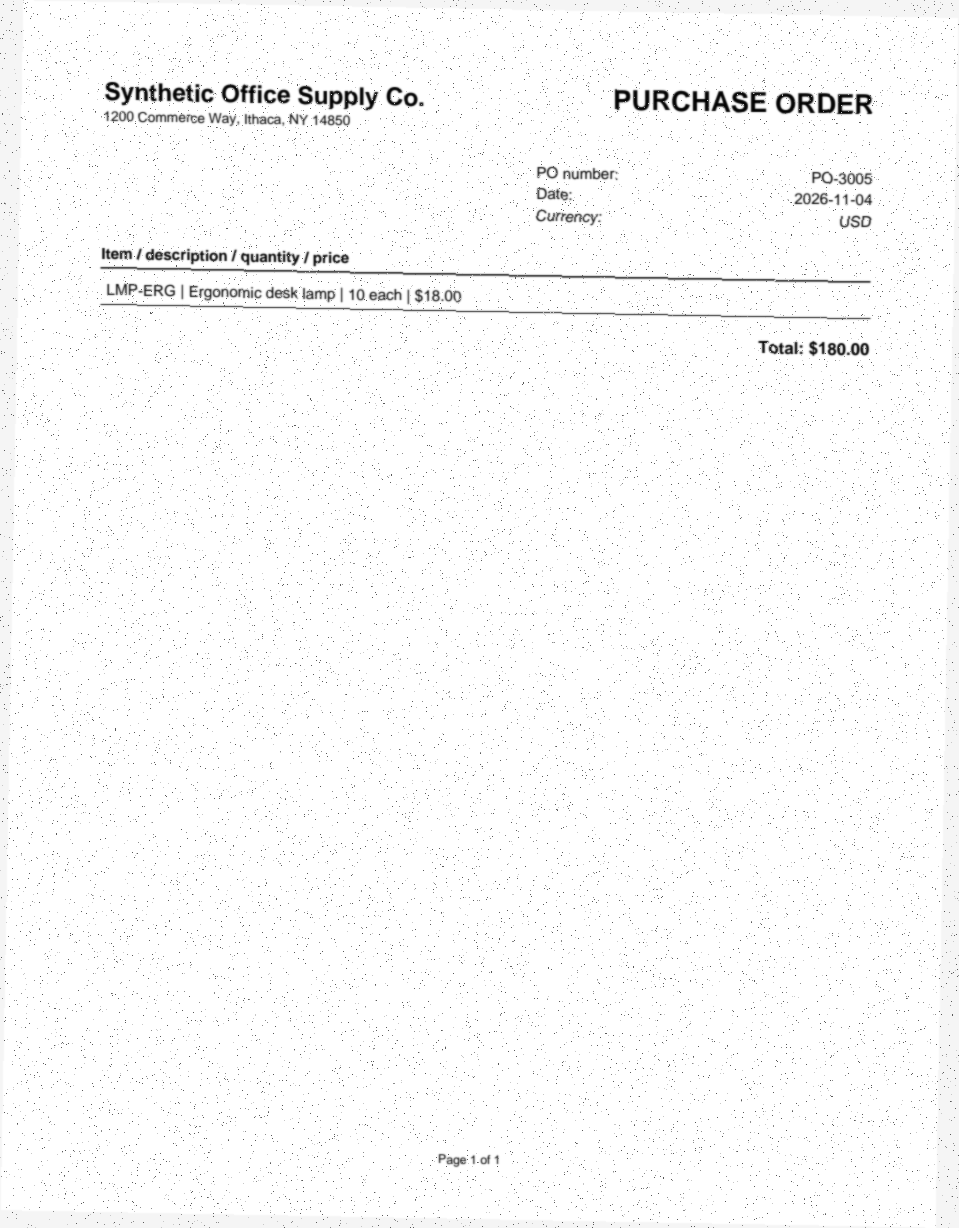 Synthetic Office Supply Co.
1200 Commerce Way, Ithaca, NY 14850
PURCHASE ORDER
PO number: PO-3005
Date: 2026-11-04
Currency: USD
Item / description / quantity / price
LMP-ERG | Ergonomic desk lamp | 10 each | $18.00
Total: $180.00
Page 1 of 1